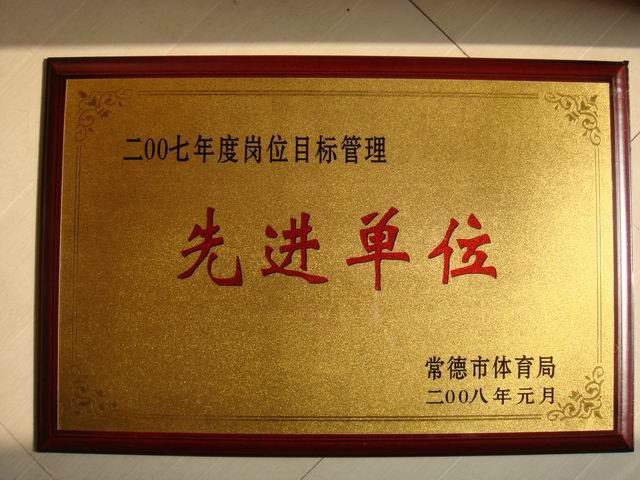 二00七年度岗位目标管理
先进单位
常德市体育局
二00八年元月